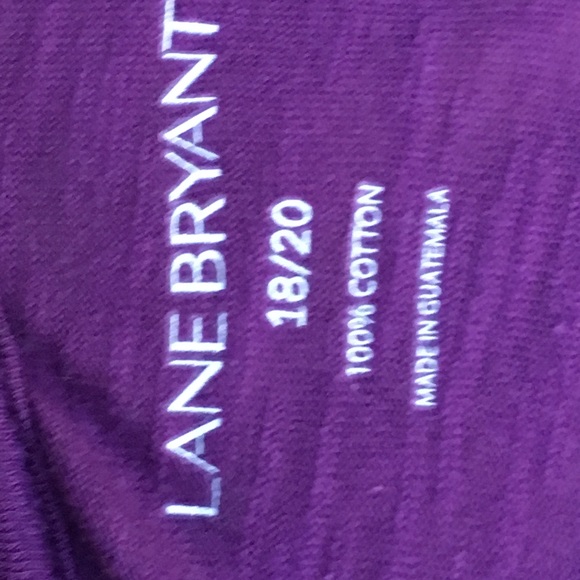 LANE BRYANT
18/20
100% COTTON
MADE IN GUATEMALA